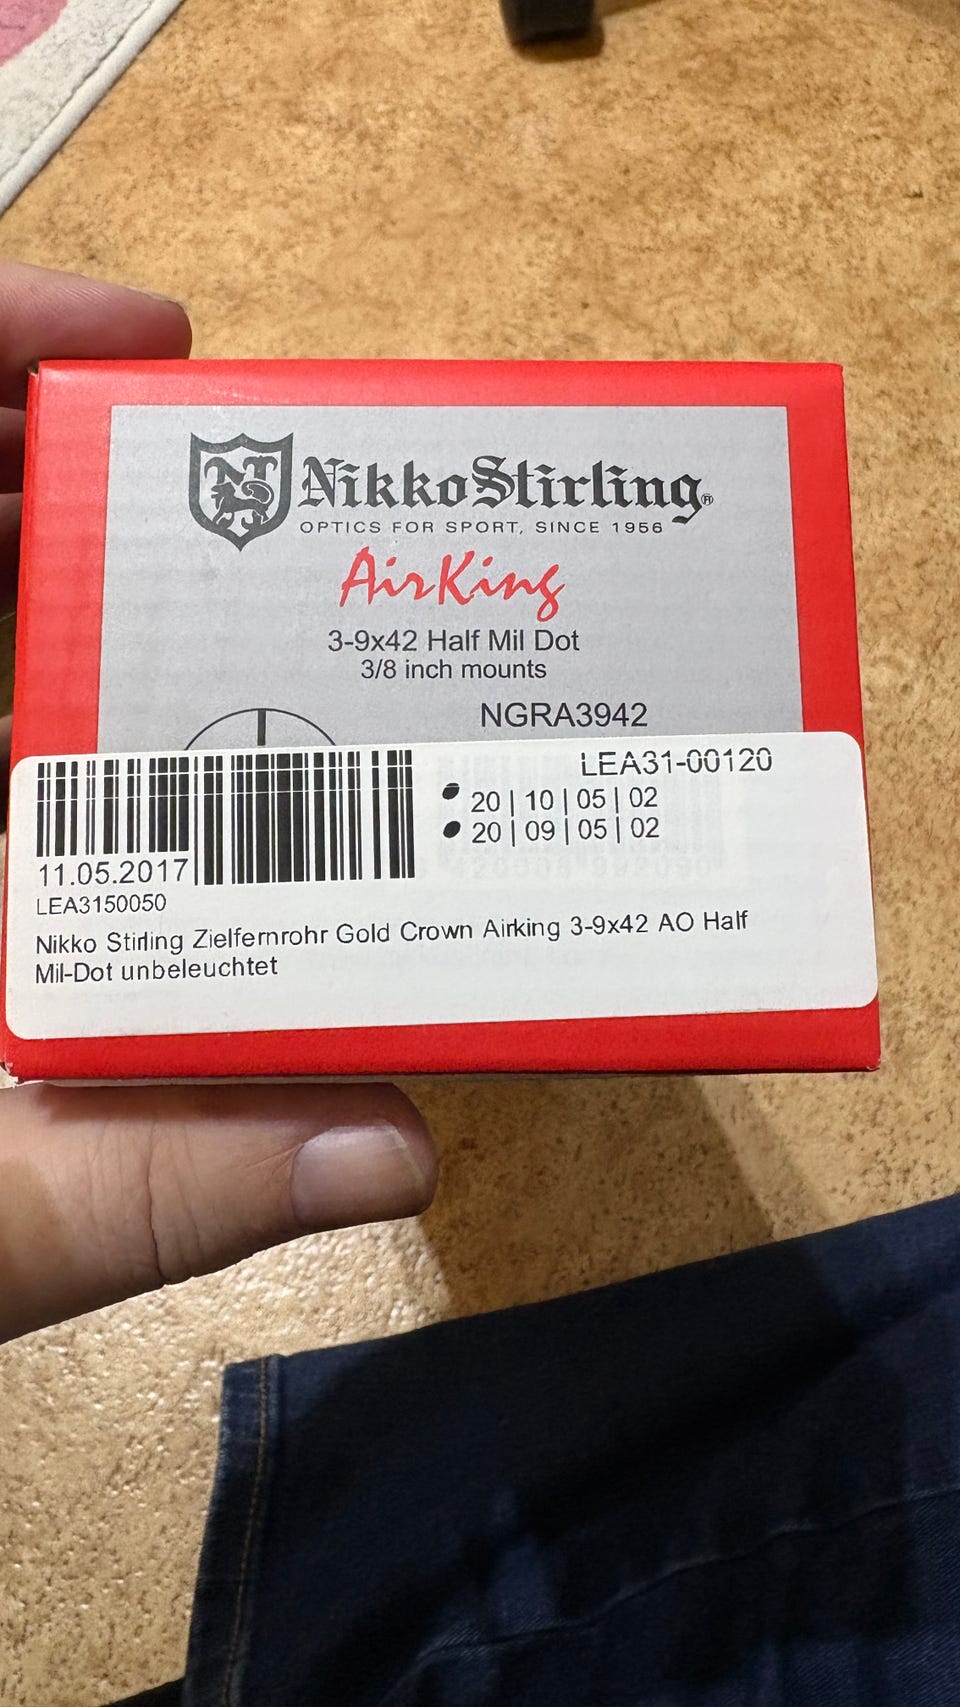 NikkoStirling®
OPTICS FOR SPORT, SINCE 1956
AirKing
3-9x42 Half Mil Dot
3/8 inch mounts
NGRA3942
LEA31-00120
20 | 10 | 05 | 02
20 | 09 | 05 | 02
11.05.2017
LEA3150050
Nikko Stirling Zielfernrohr Gold Crown Airking 3-9x42 AO Half
Mil-Dot unbeleuchtet